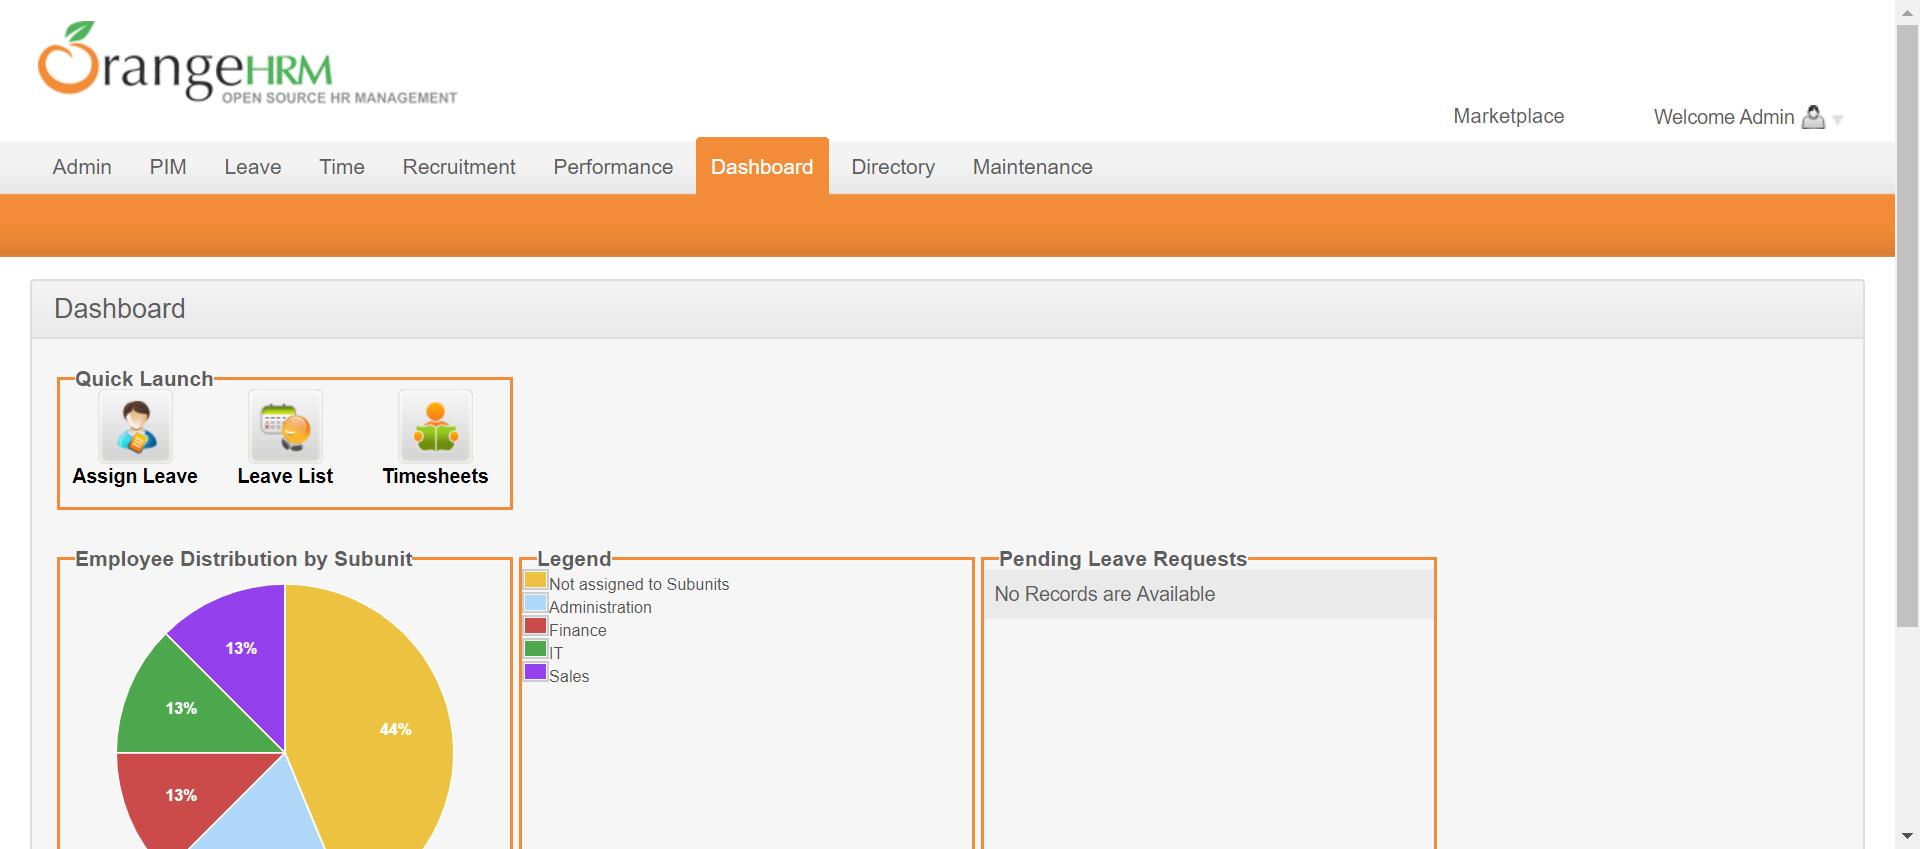 OrangeHRM
OPEN SOURCE HR MANAGEMENT
Marketplace
Welcome Admin
Admin
PIM
Leave
Time
Recruitment
Performance
Dashboard
Directory
Maintenance
Dashboard
Quick Launch
Assign Leave
Leave List
Timesheets
Employee Distribution by Subunit
13%
44%
13%
13%
Legend
Not assigned to Subunits
Administration
Finance
IT
Sales
Pending Leave Requests
No Records are Available